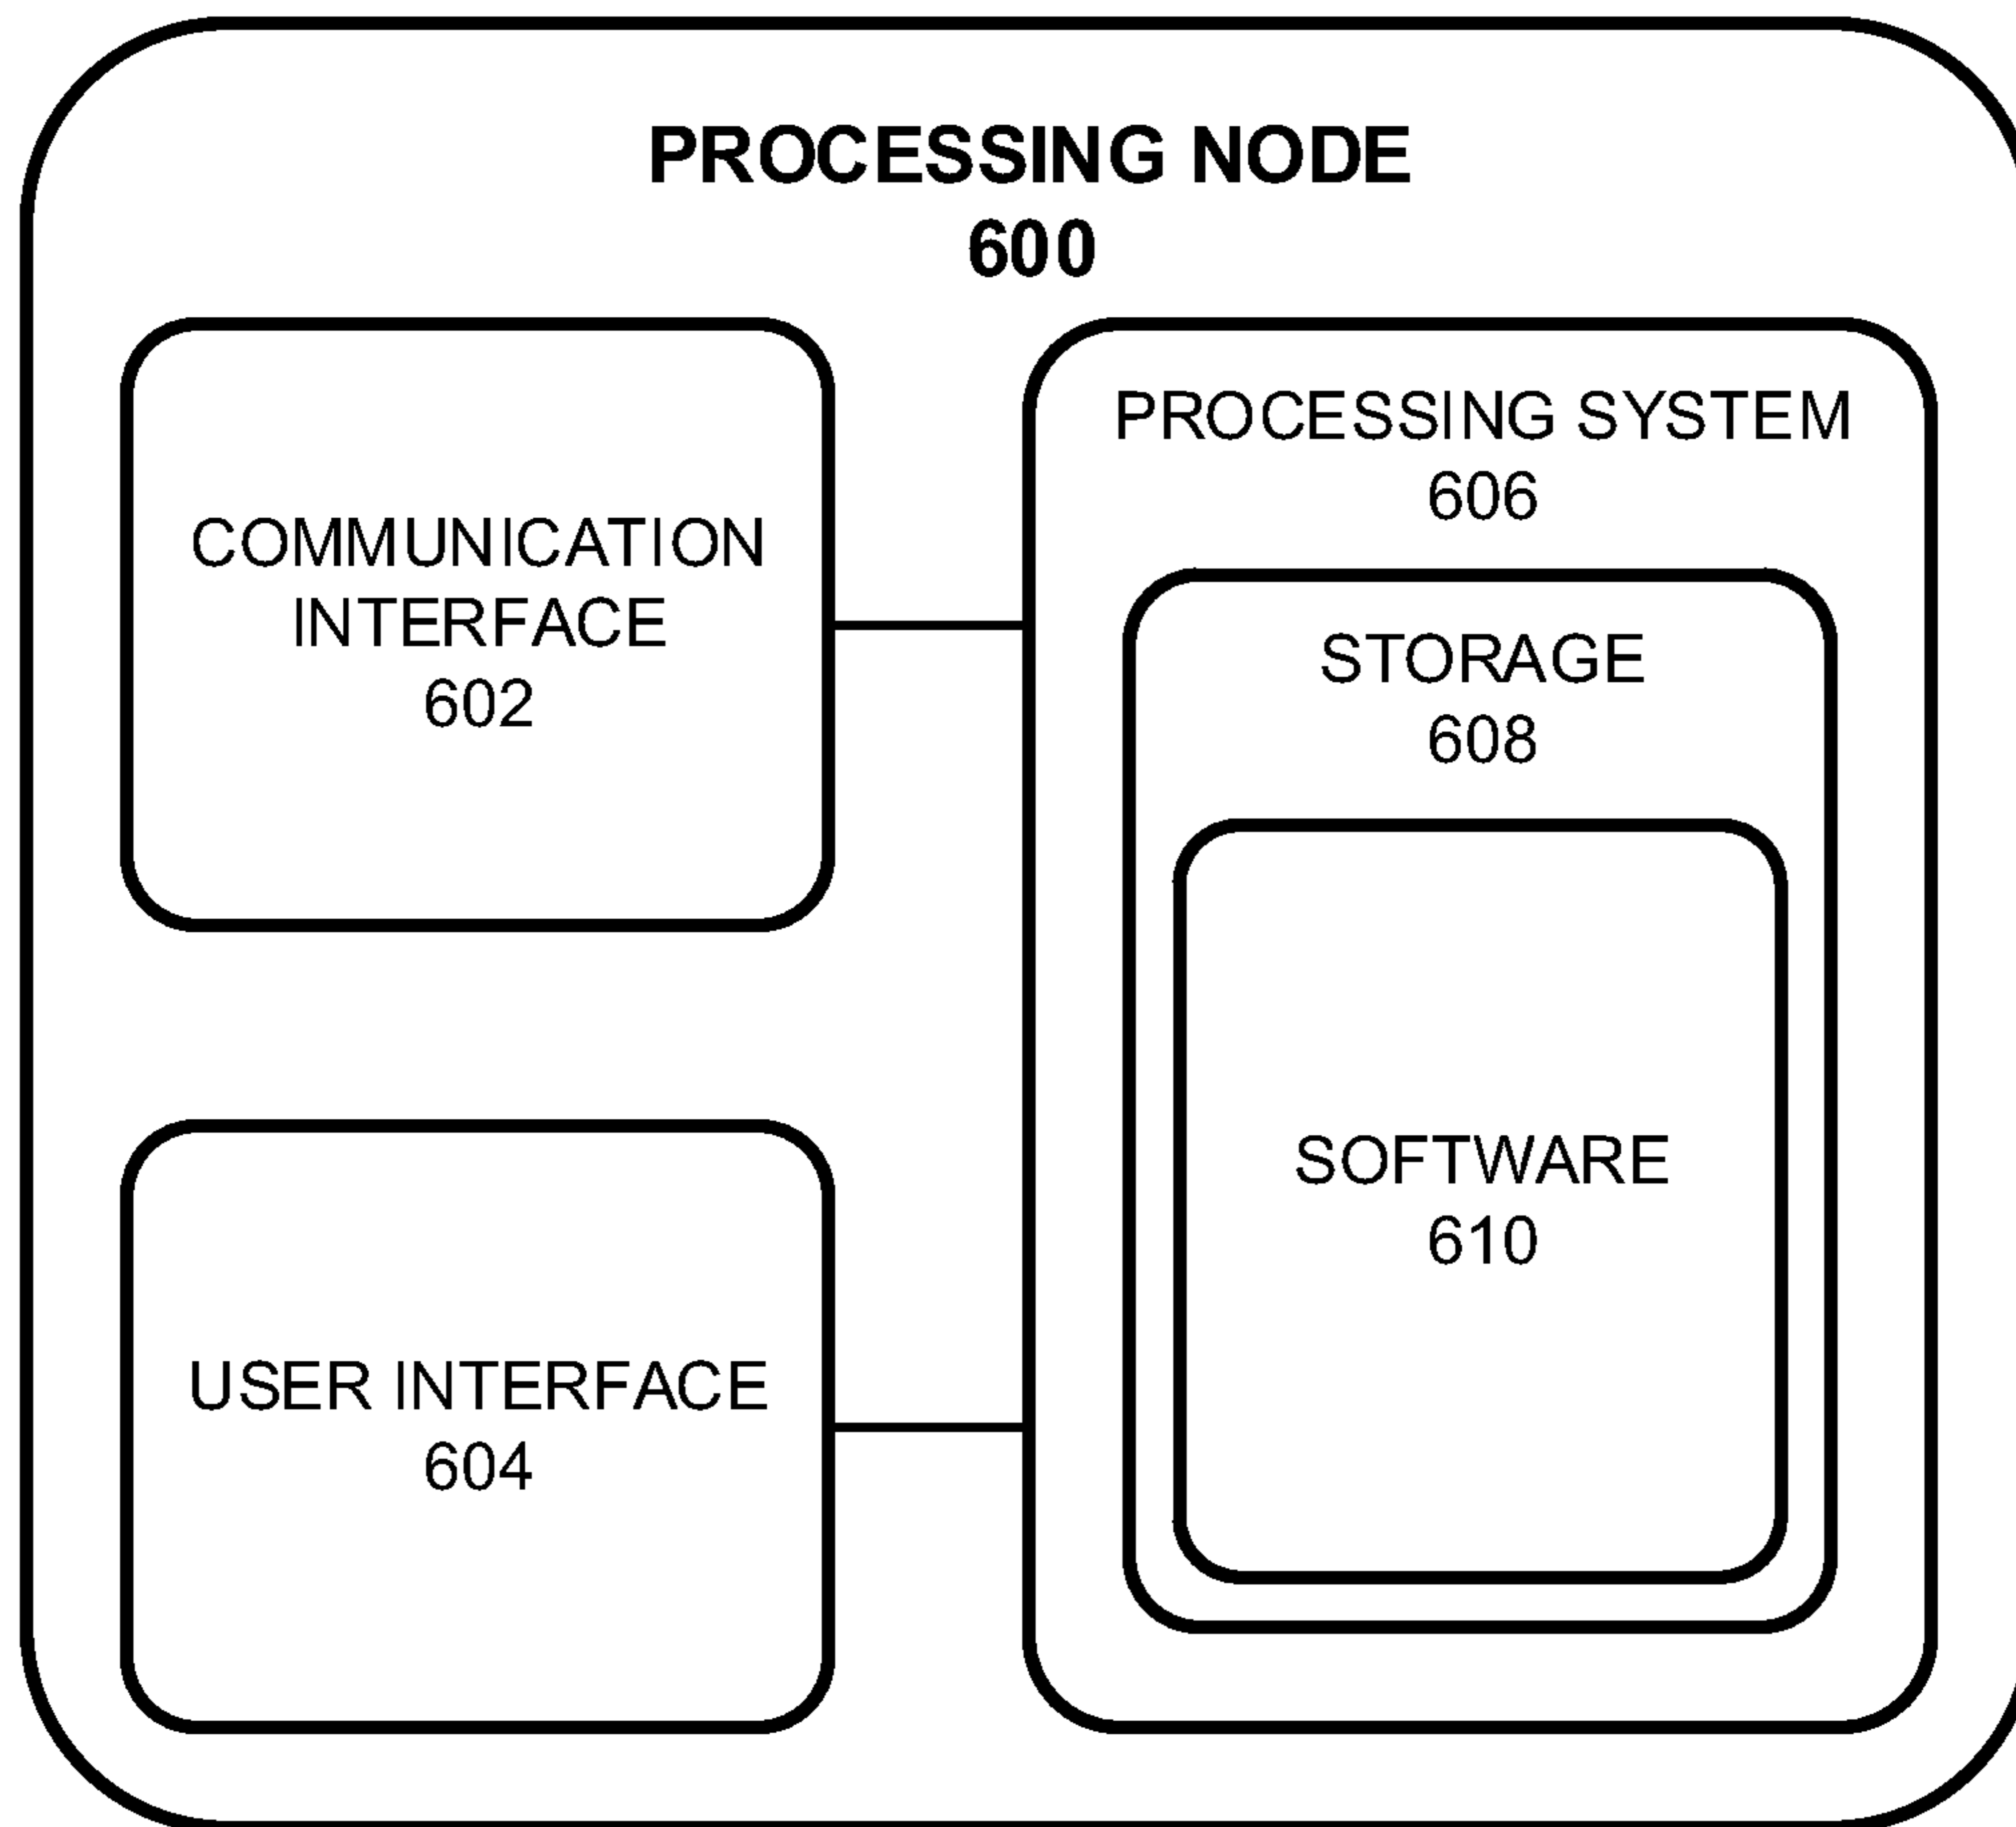 PROCESSING NODE
600
COMMUNICATION
INTERFACE
602
USER INTERFACE
604
PROCESSING SYSTEM
606
STORAGE
608
SOFTWARE
610